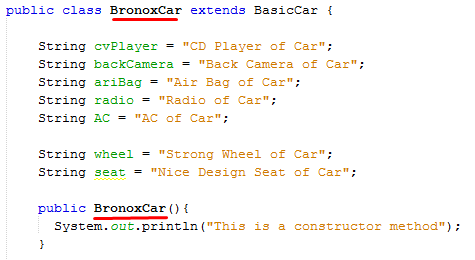 public class BronoxCar extends BasicCar {
String cvPlayer = "CD Player of Car";
String backCamera = "Back Camera of Car";
String ariBag = "Air Bag of Car";
String radio = "Radio of Car";
String AC = "AC of Car";
String wheel = "Strong Wheel of Car";
String seat = "Nice Design Seat of Car";
public BronoxCar(){
System.out.println("This is a constructor method");
}